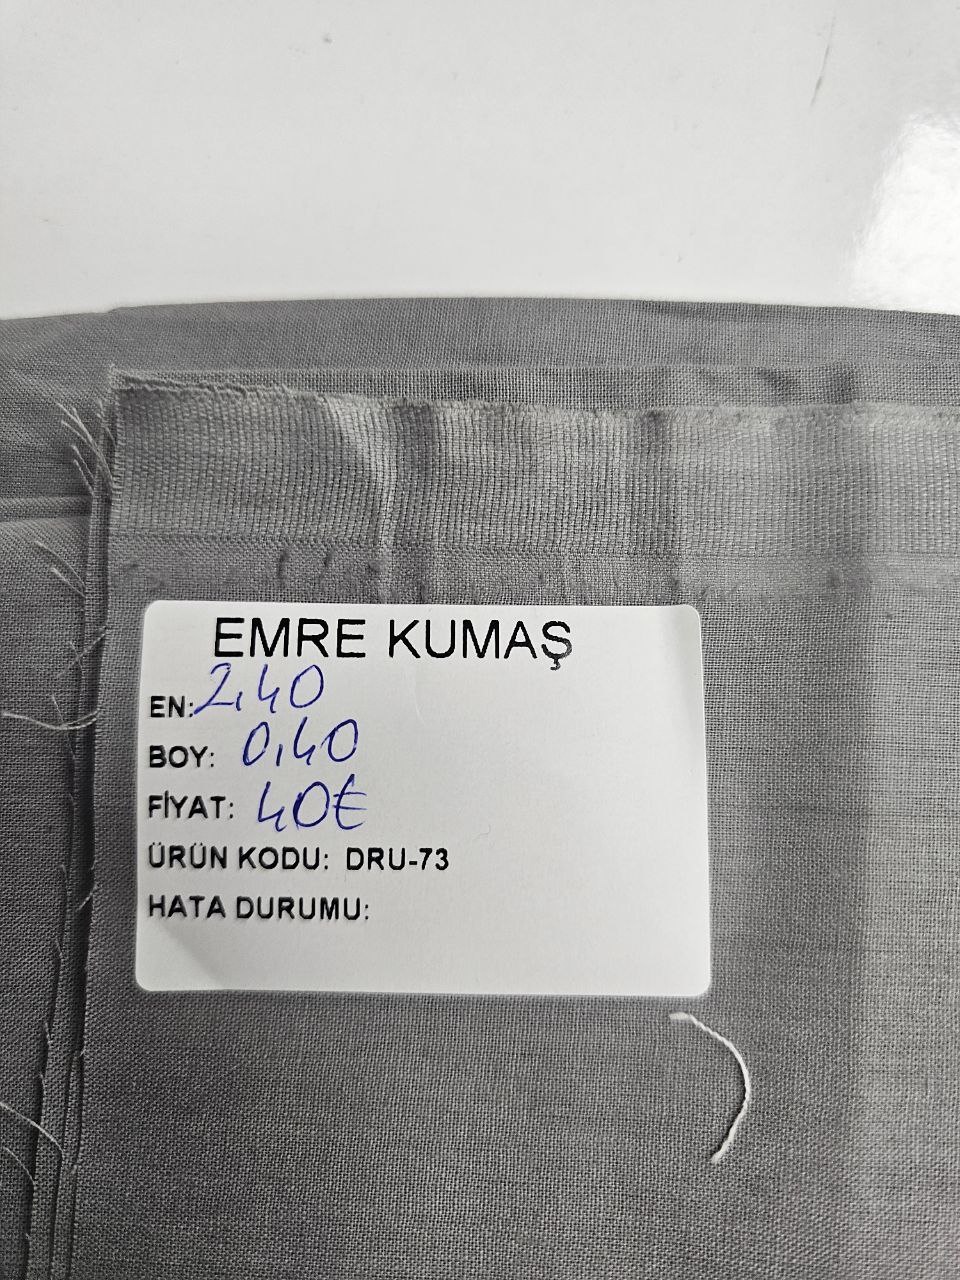 EMRE KUMAŞ
EN: 2,40
BOY: 0,40
FİYAT: 40€
ÜRÜN KODU: DRU-73
HATA DURUMU: